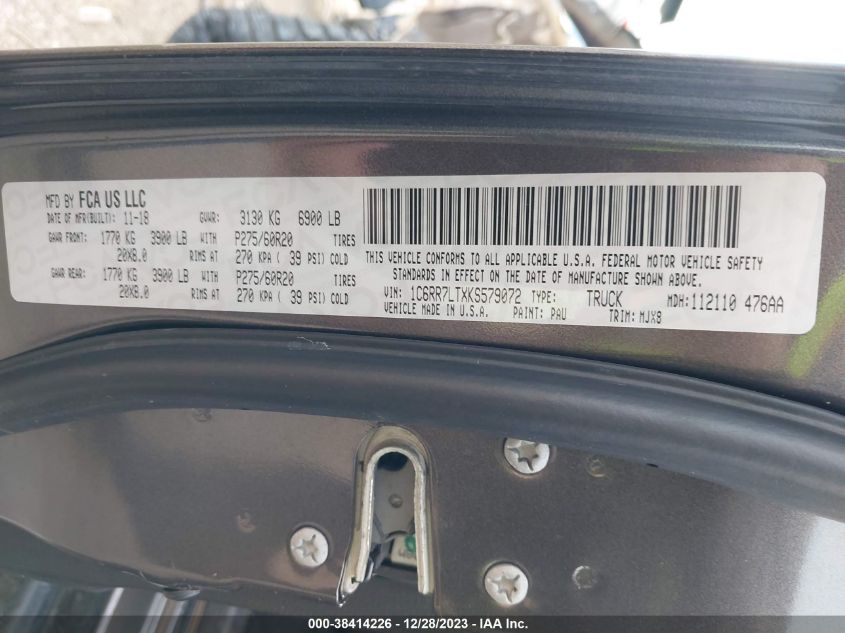 MFD BY FCA US LLC
DATE OF MFR(BUILT): 11-18 GVWR: 3130 KG 6900 LB
GAWR FRONT: 1770 KG 3900 LB WITH P275/60R20 TIRES
20X8.0 RIMS AT 270 KPA ( 39 PSI) COLD
GAWR REAR: 1770 KG 3900 LB WITH P275/60R20 TIRES
20X8.0 RIMS AT 270 KPA ( 39 PSI) COLD
THIS VEHICLE CONFORMS TO ALL APPLICABLE U.S.A. FEDERAL MOTOR VEHICLE SAFETY
STANDARDS IN EFFECT ON THE DATE OF MANUFACTURE SHOWN ABOVE.
VIN: 1C6RR7LTXKS579072 TYPE: TRUCK MDH: 112110 476AA
VEHICLE MADE IN U.S.A. PAINT: PAU TRIM: MJX8
000-38414226 - 12/28/2023 - IAA Inc.